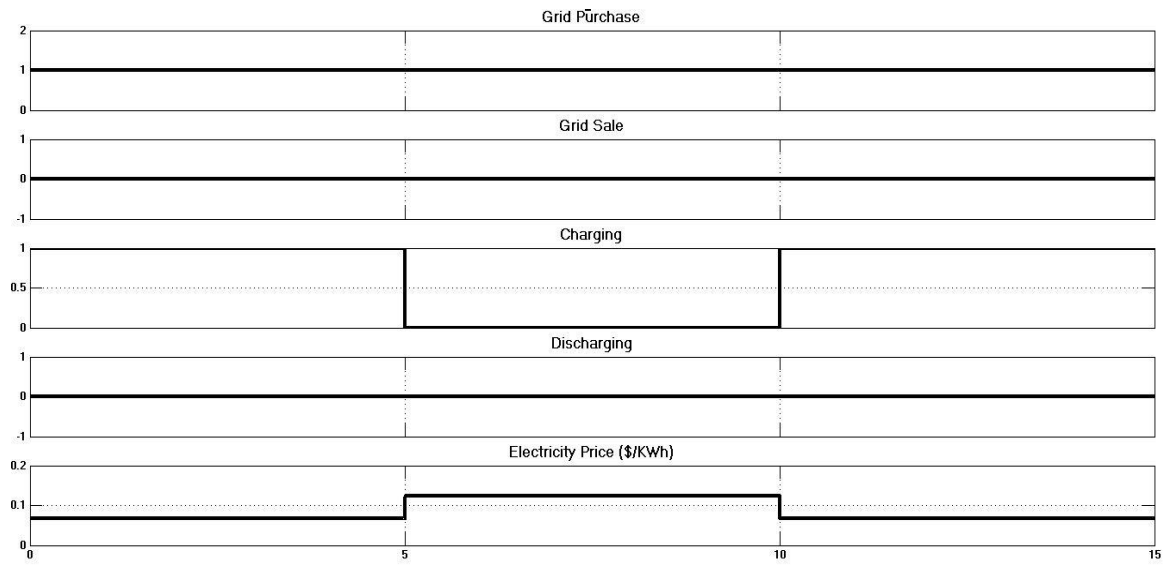 Grid Purchase
2
1
0
Grid Sale
1
0
-1
Charging
1
0.5
0
Discharging
1
0
-1
Electricity Price ($/KWh)
0.2
0.1
0
0 5 10 15